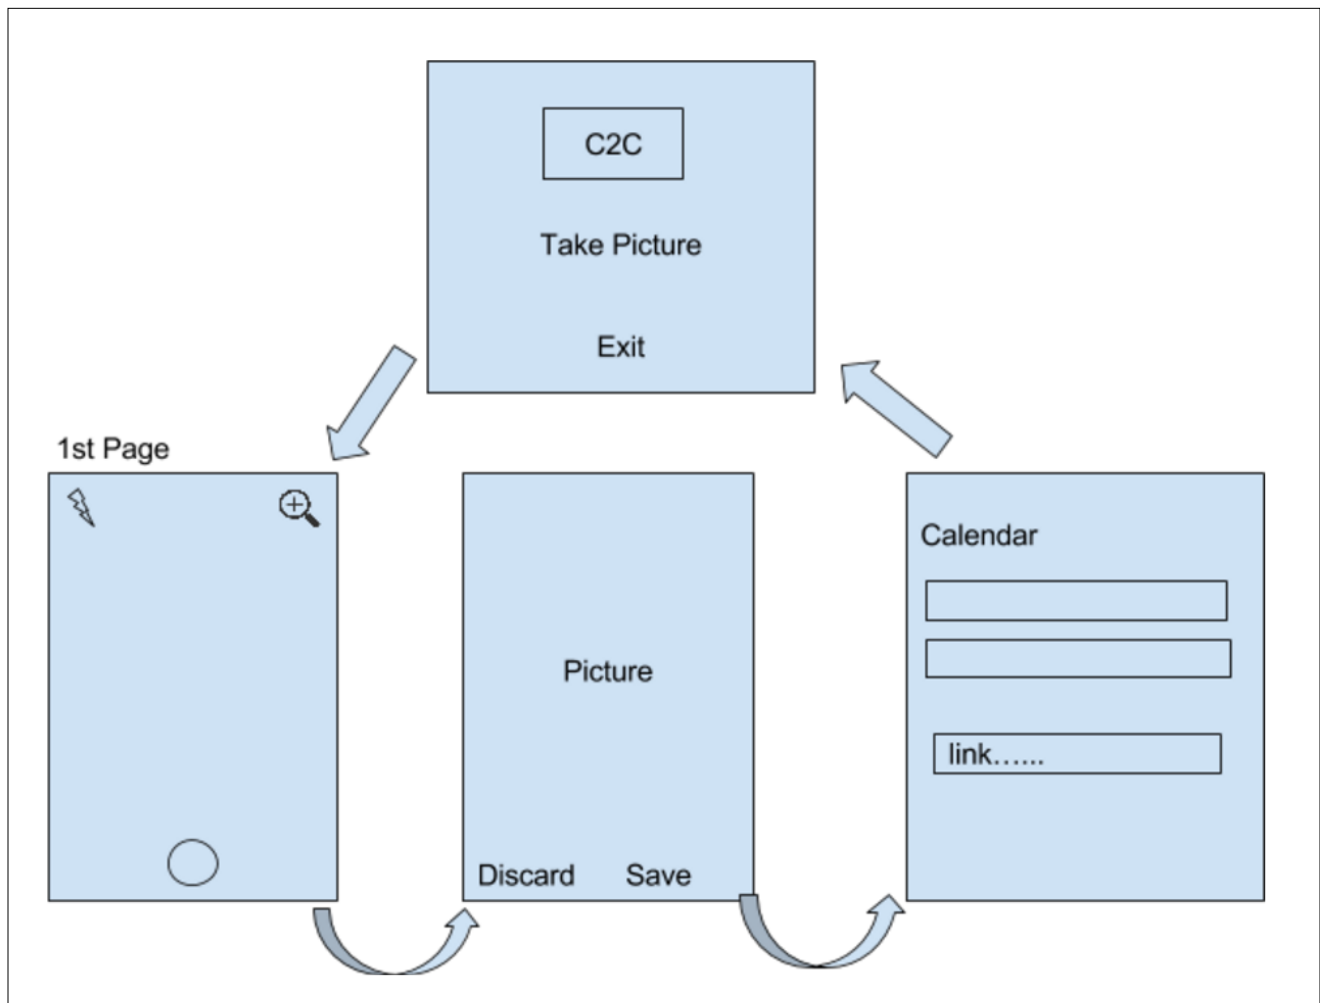 C2C
Take Picture
Exit
1st Page
Picture
Discard Save
Calendar
link…...